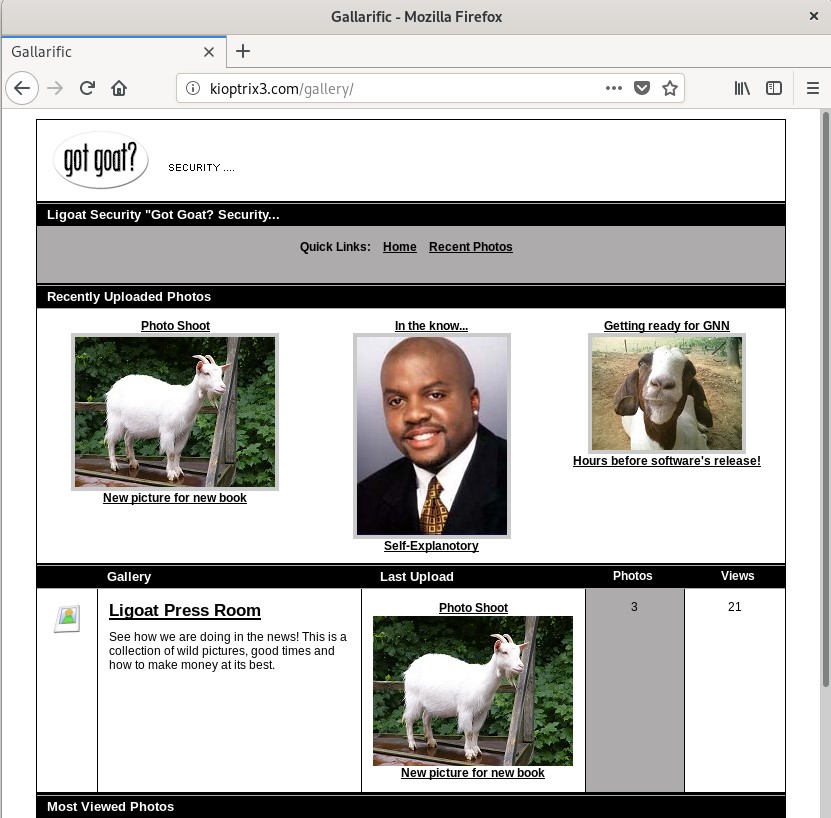 Gallarific - Mozilla Firefox
Gallarific
kioptrix3.com/gallery/
got goat?
SECURITY ....
Ligoat Security "Got Goat? Security...
Quick Links: Home Recent Photos
Recently Uploaded Photos
Photo Shoot In the know... Getting ready for GNN
New picture for new book Self-Explanotory Hours before software's release!
Gallery Last Upload Photos Views
Ligoat Press Room
See how we are doing in the news! This is a
collection of wild pictures, good times and
how to make money at its best.
Photo Shoot
New picture for new book
3 21
Most Viewed Photos